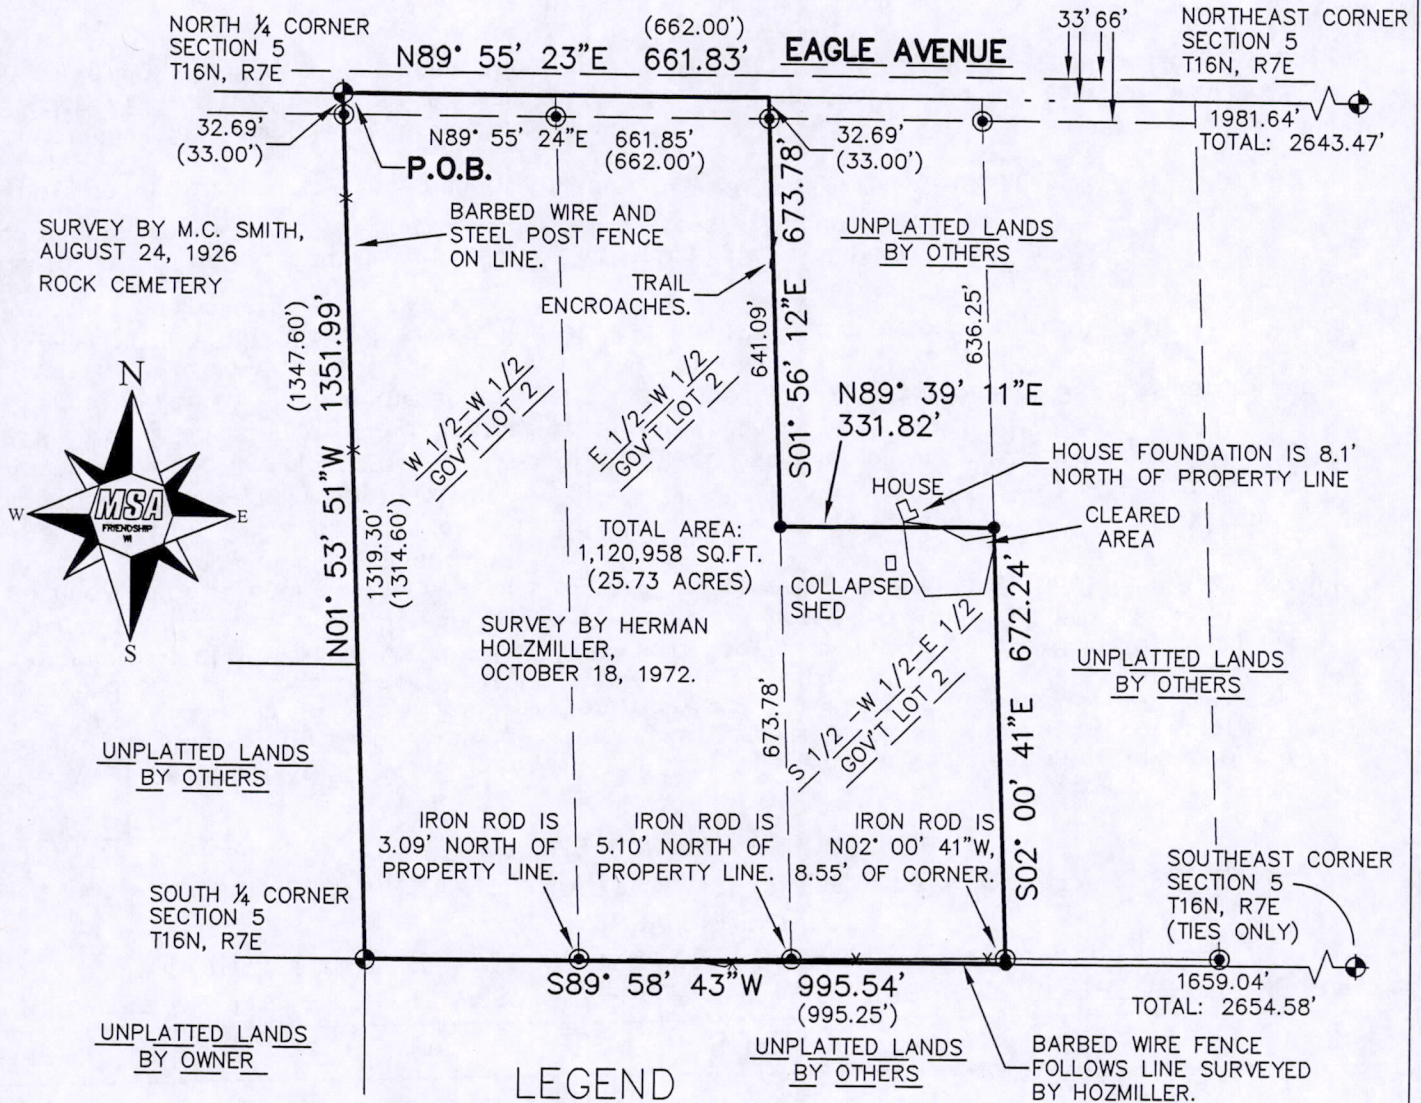 NORTH 1/4 CORNER
SECTION 5
T16N, R7E
N89° 55' 23"E
(662.00')
661.83'
EAGLE AVENUE
33' 66'
NORTHEAST CORNER
SECTION 5
T16N, R7E
32.69'
(33.00')
N89° 55' 24"E 661.85'
(662.00')
32.69'
(33.00')
1981.64'
TOTAL: 2643.47'
P.O.B.
SURVEY BY M.C. SMITH,
AUGUST 24, 1926
ROCK CEMETERY
BARBED WIRE AND
STEEL POST FENCE
ON LINE.
TRAIL
ENCROACHES.
UNPLATTED LANDS
BY OTHERS
(1347.60')
N01° 53' 51"W 1351.99'
1319.30'
(1314.60')
W 1/2-W 1/2
GOV'T LOT 2
E 1/2-W 1/2
GOV'T LOT 2
641.09'
S01° 56' 12"E 673.78'
636.25'
N89° 39' 11"E
331.82'
HOUSE FOUNDATION IS 8.1'
NORTH OF PROPERTY LINE
HOUSE
CLEARED
AREA
N
W
E
S
MSA
FRIENDSHIP
WI
TOTAL AREA:
1,120,958 SQ.FT.
(25.73 ACRES)
COLLAPSED
SHED
SURVEY BY HERMAN
HOLZMILLER,
OCTOBER 18, 1972.
673.78'
S 1/2 -W 1/2-E 1/2
GOV'T LOT 2
S02° 00' 41"E 672.24'
UNPLATTED LANDS
BY OTHERS
UNPLATTED LANDS
BY OTHERS
IRON ROD IS
3.09' NORTH OF
PROPERTY LINE.
IRON ROD IS
5.10' NORTH OF
PROPERTY LINE.
IRON ROD IS
N02° 00' 41"W,
8.55' OF CORNER.
SOUTH 1/4 CORNER
SECTION 5
T16N, R7E
SOUTHEAST CORNER
SECTION 5
T16N, R7E
(TIES ONLY)
S89° 58' 43"W 995.54'
(995.25')
1659.04'
TOTAL: 2654.58'
UNPLATTED LANDS
BY OWNER
UNPLATTED LANDS
BY OTHERS
BARBED WIRE FENCE
FOLLOWS LINE SURVEYED
BY HOZMILLER.
LEGEND